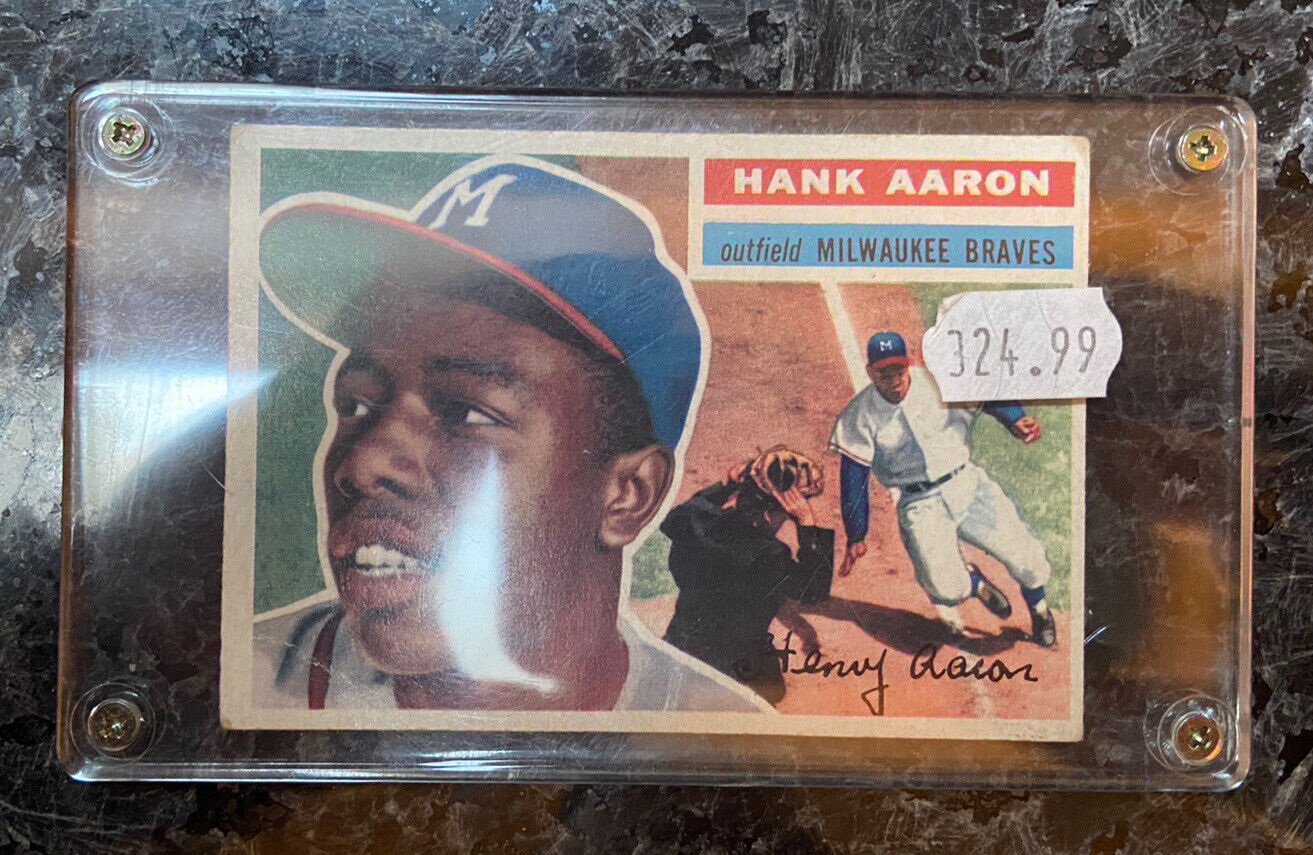 M
HANK AARON
outfield MILWAUKEE BRAVES
M
324.99
Henry Aaron